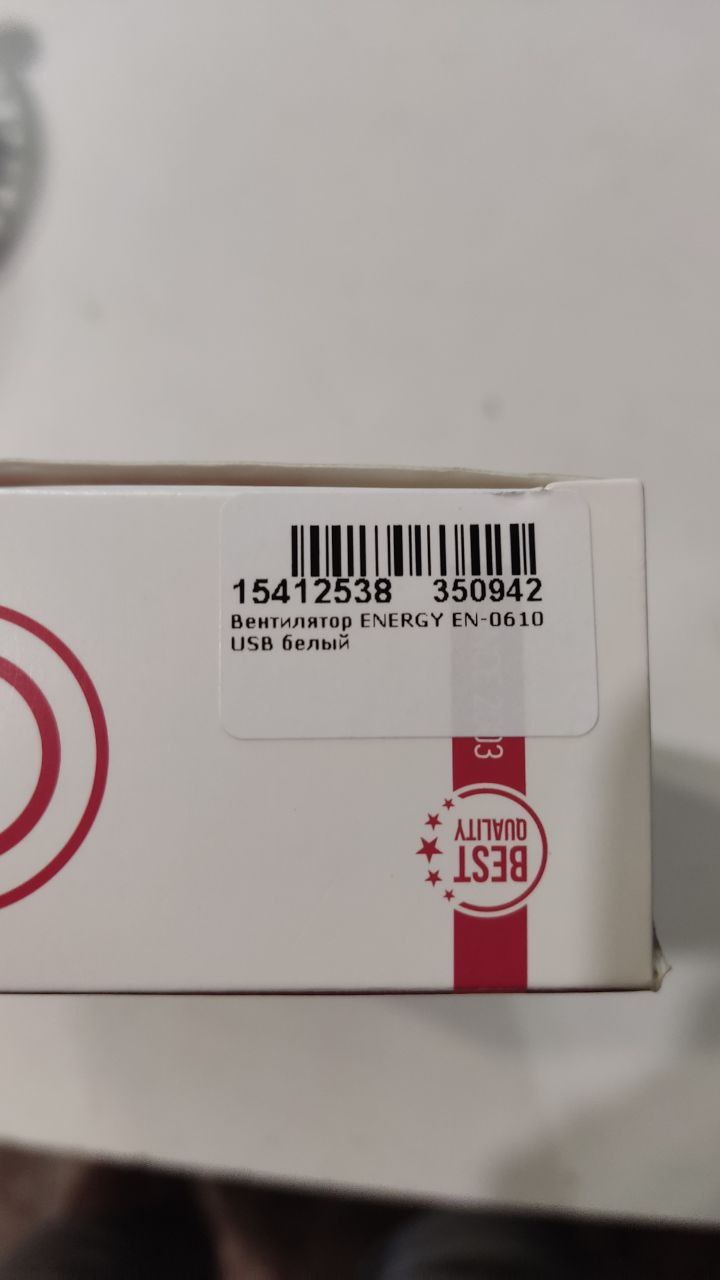 15412538 350942
Вентилятор ENERGY EN-0610
USB белый
BEST
QUALITY